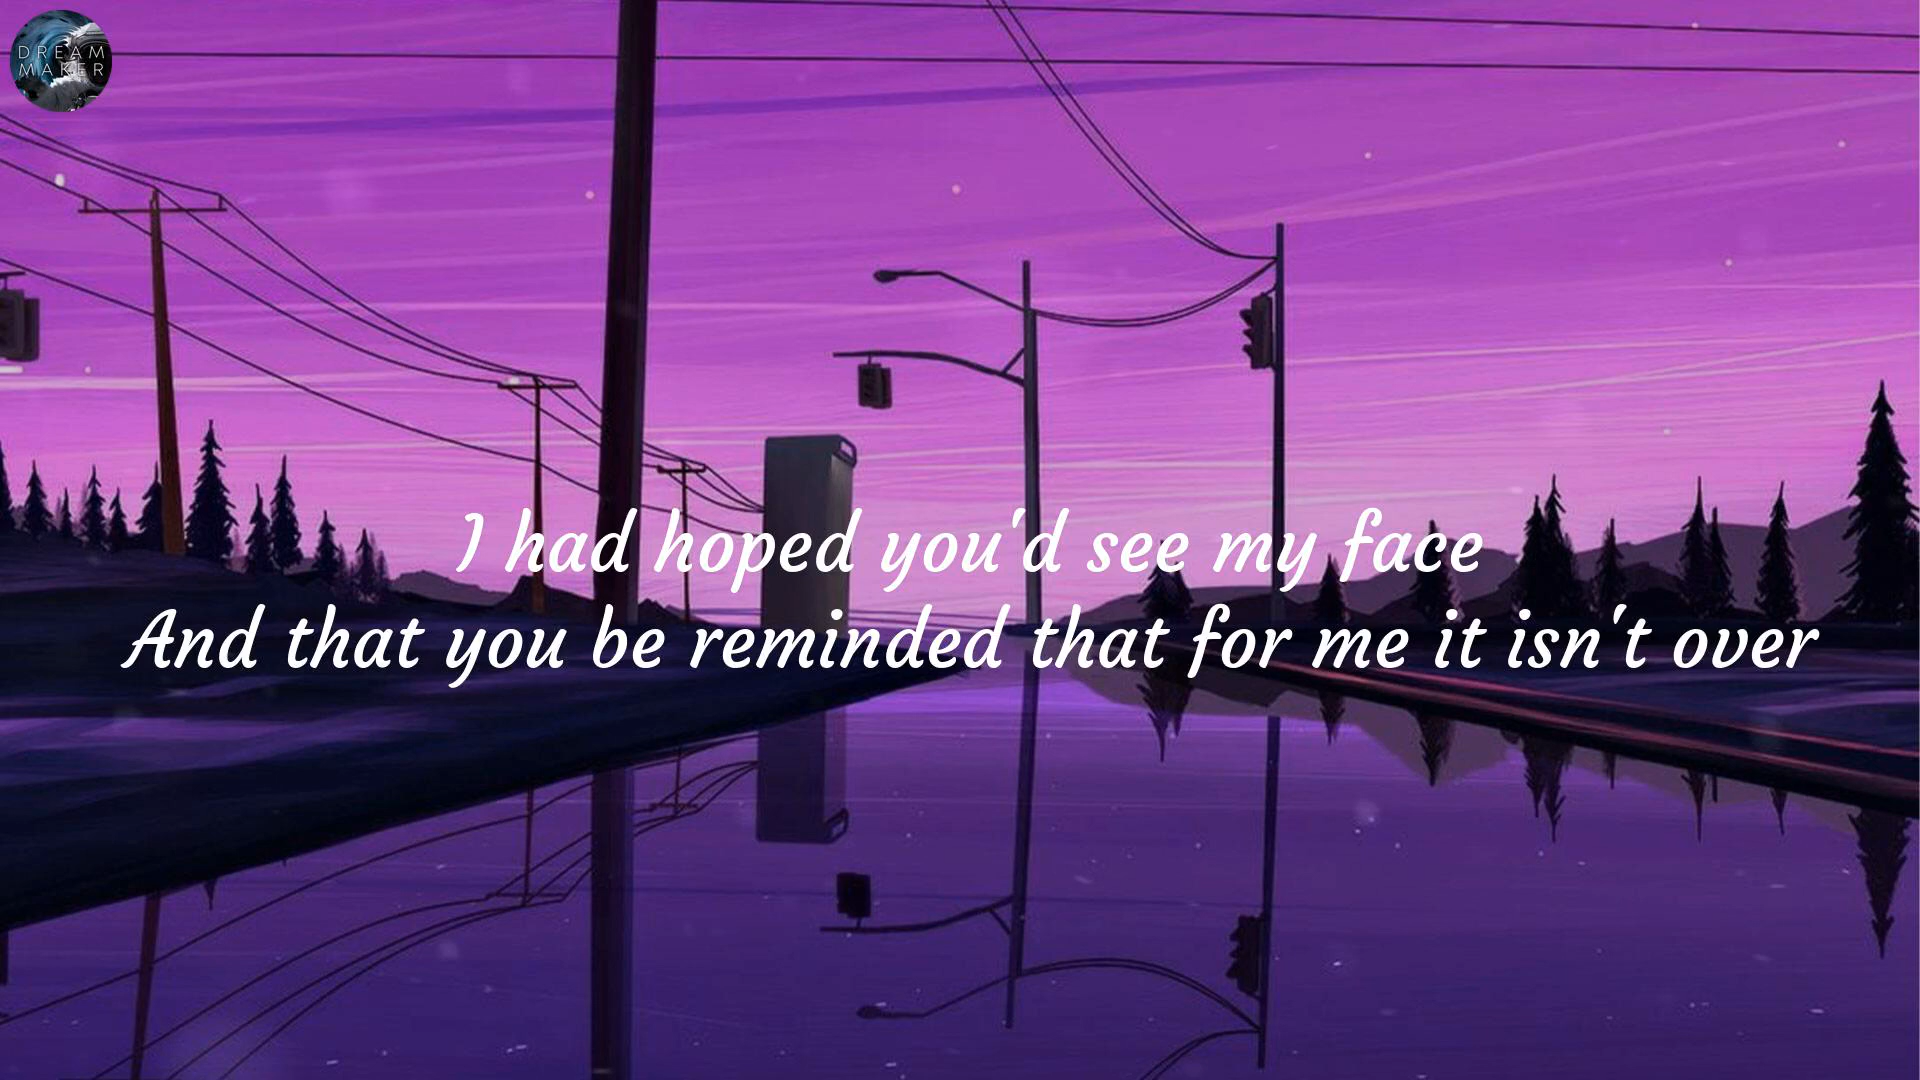 DREAM
MAKER
I had hoped you'd see my face
And that you be reminded that for me it isn't over